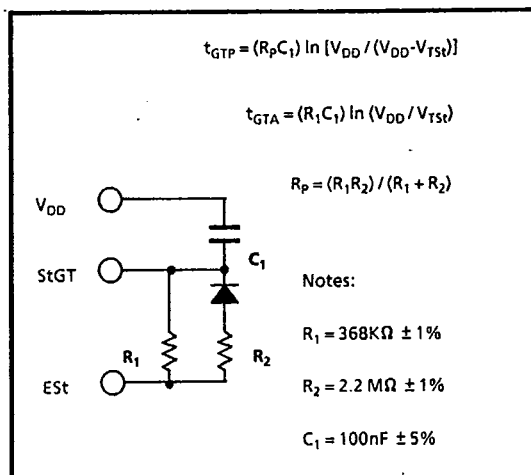 t_GTP = (R_PC_1) ln [V_DD / (V_DD-V_TSt)]
t_GTA = (R_1C_1) ln (V_DD / V_TSt)
R_P = (R_1R_2) / (R_1 + R_2)
V_DD
C_1
StGT
Notes:
R_1 = 368KΩ ± 1%
R_1
R_2
R_2 = 2.2 MΩ ± 1%
ESt
C_1 = 100nF ± 5%